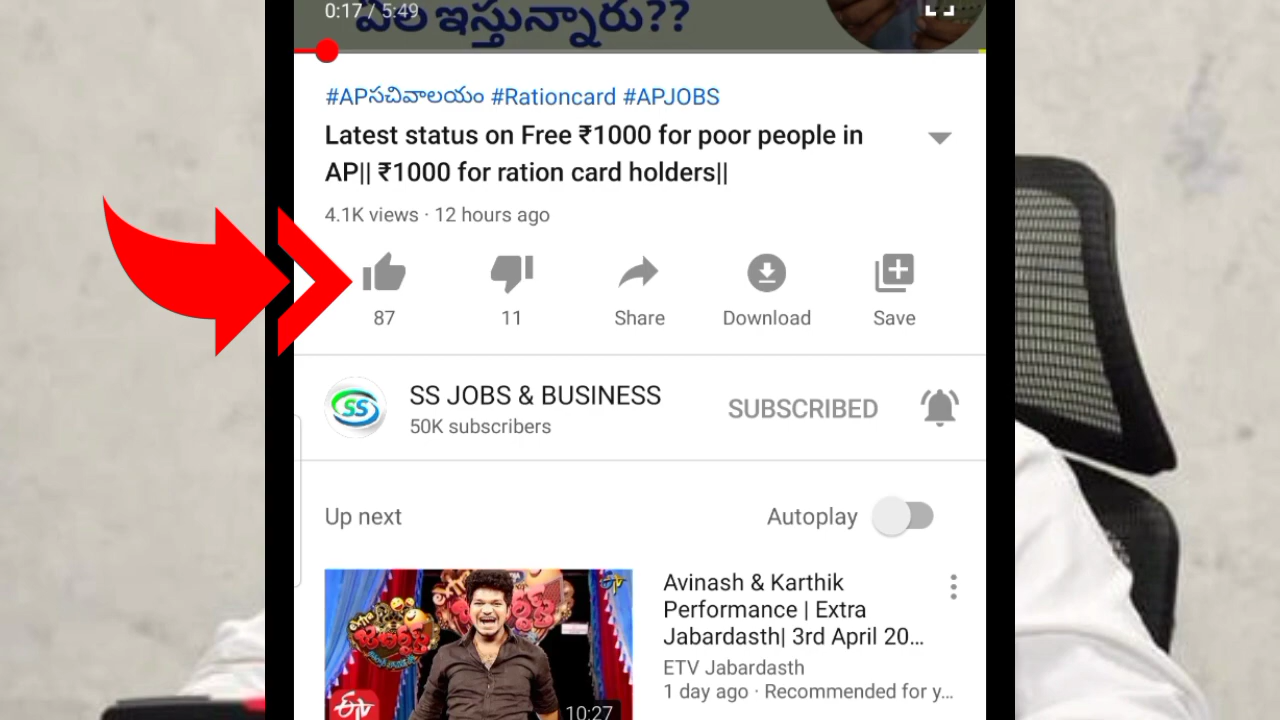 0:17 / 5:49
ఇస్తున్నారు??
#APసచివాలయం #Rationcard #APJOBS
Latest status on Free ₹1000 for poor people in
AP|| ₹1000 for ration card holders||
4.1K views · 12 hours ago
87
11
Share
Download
Save
SS
SS JOBS & BUSINESS
50K subscribers
SUBSCRIBED
Up next
Autoplay
Avinash & Karthik
Performance | Extra
Jabardasth| 3rd April 20...
ETV Jabardasth
1 day ago · Recommended for y...
10:27